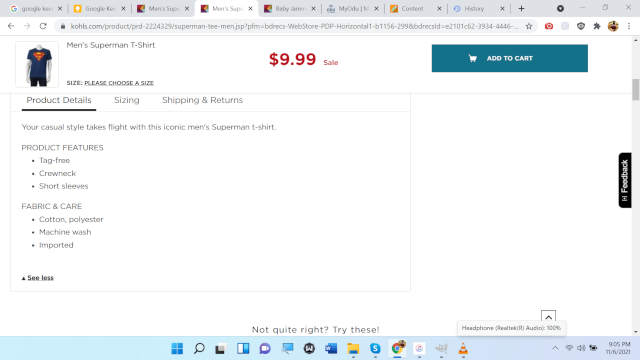 google kee
Google Kee
Men's Supe
Men's Supe
Baby Jamm
MyOdu | M
Content
History
kohls.com/product/prd-2224329/superman-tee-men.jsp?pfm=bdrecs-WebStore-PDP-Horizontal1-b1156-299&bdrecsId=e2101c62-3934-4446-...
Men's Superman T-Shirt
$9.99 Sale
ADD TO CART
SIZE: PLEASE CHOOSE A SIZE
Product Details Sizing Shipping & Returns
Your casual style takes flight with this iconic men's Superman t-shirt.
PRODUCT FEATURES
• Tag-free
• Crewneck
• Short sleeves
FABRIC & CARE
• Cotton, polyester
• Machine wash
• Imported
See less
Feedback
Not quite right? Try these!
Headphone (Realtek(R) Audio): 100%
9:05 PM
11/6/2021